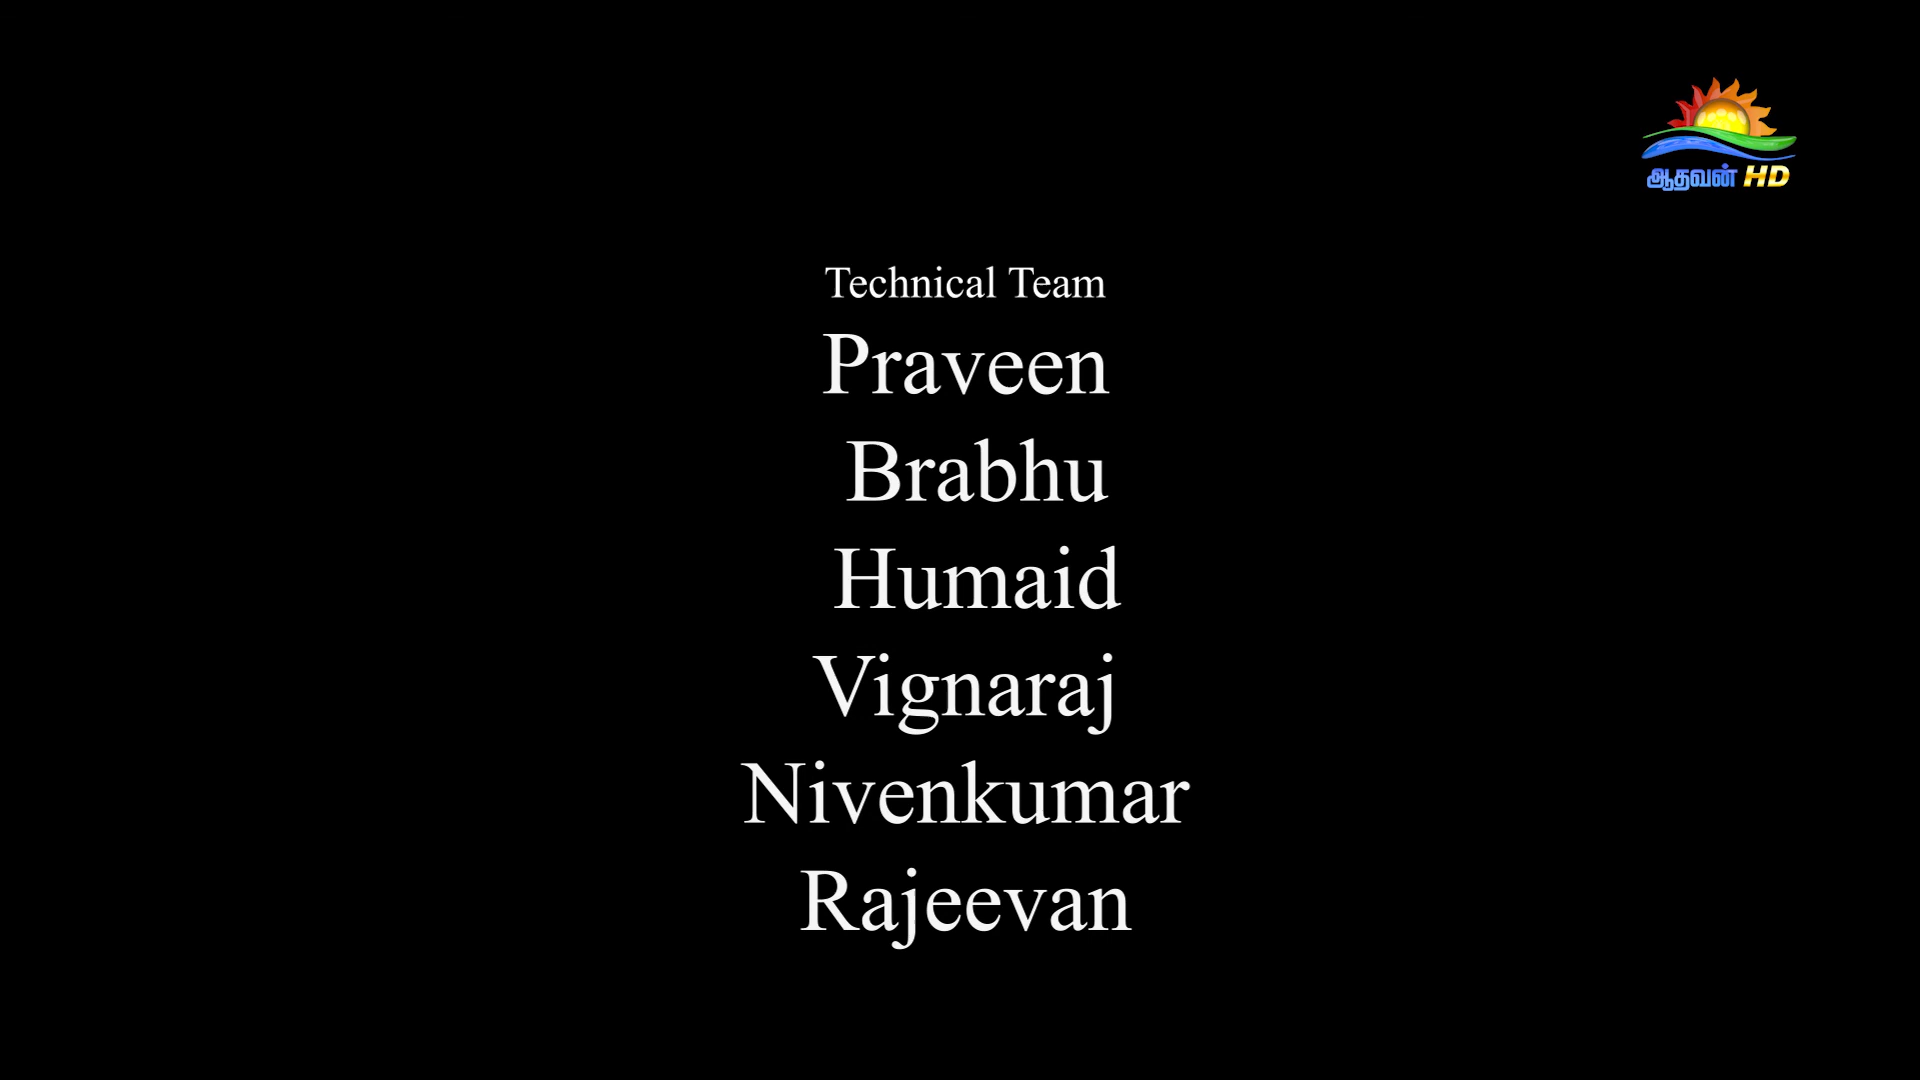 ஆதவன் HD
Technical Team
Praveen
Brabhu
Humaid
Vignaraj
Nivenkumar
Rajeevan